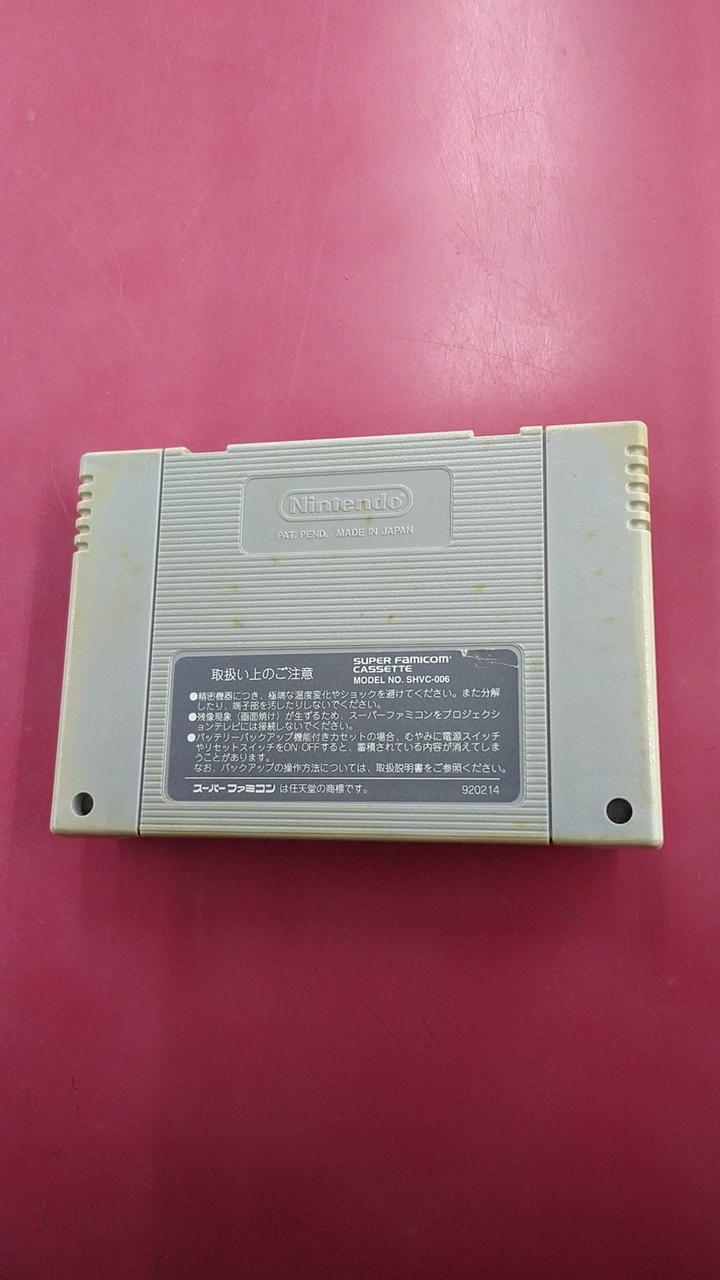 Nintendo
PAT. PEND. MADE IN JAPAN
取扱い上のご注意
SUPER FAMICOM
CASSETTE
MODEL NO. SHVC-006
●精密機器につき、極端な温度変化やショックを避けてください。また分解
したり、端子部を汚したりしないでください。
●残像現象(画面焼け)が生ずるため、スーパーファミコンをプロジェクシ
ョンテレビには接続しないでください。
●バッテリーバックアップ機能付きカセットの場合、むやみに電源スイッチ
やリセットスイッチをON OFFすると、蓄積されている内容が消えてしま
うことがあります。
なお、バックアップの操作方法については、取扱説明書をご参照ください。
スーパーファミコン は任天堂の商標です。
920214